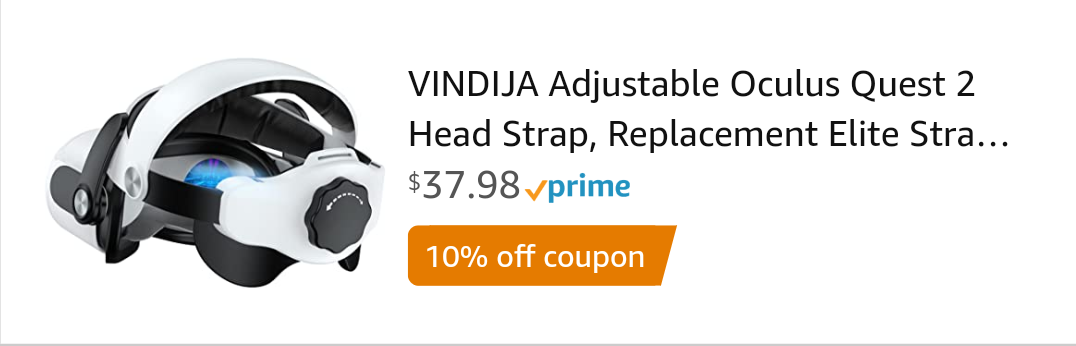 VINDIJA Adjustable Oculus Quest 2
Head Strap, Replacement Elite Stra...
$37.98 prime
10% off coupon